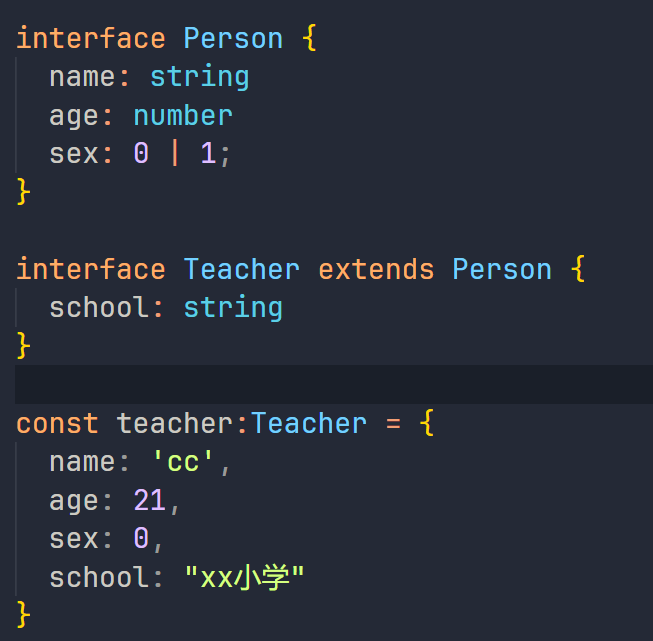 interface Person {
  name: string
  age: number
  sex: 0 | 1;
}

interface Teacher extends Person {
  school: string
}

const teacher:Teacher = {
  name: 'cc',
  age: 21,
  sex: 0,
  school: "xx小学"
}